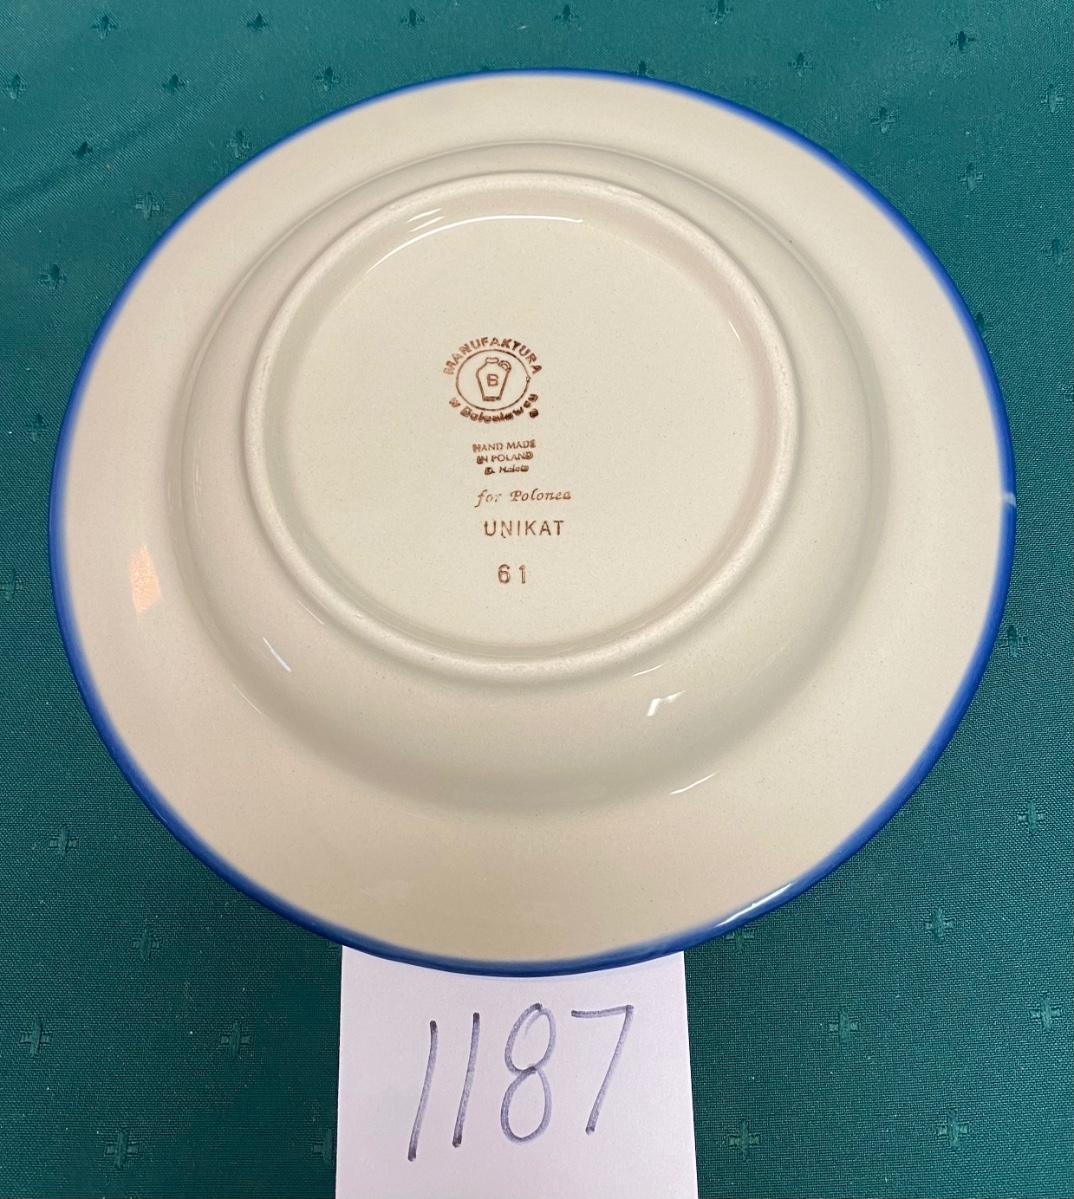 MANUFAKTURA
B
w Bolesławcu
HAND MADE
IN POLAND
for Polonea
UNIKAT
61
1187